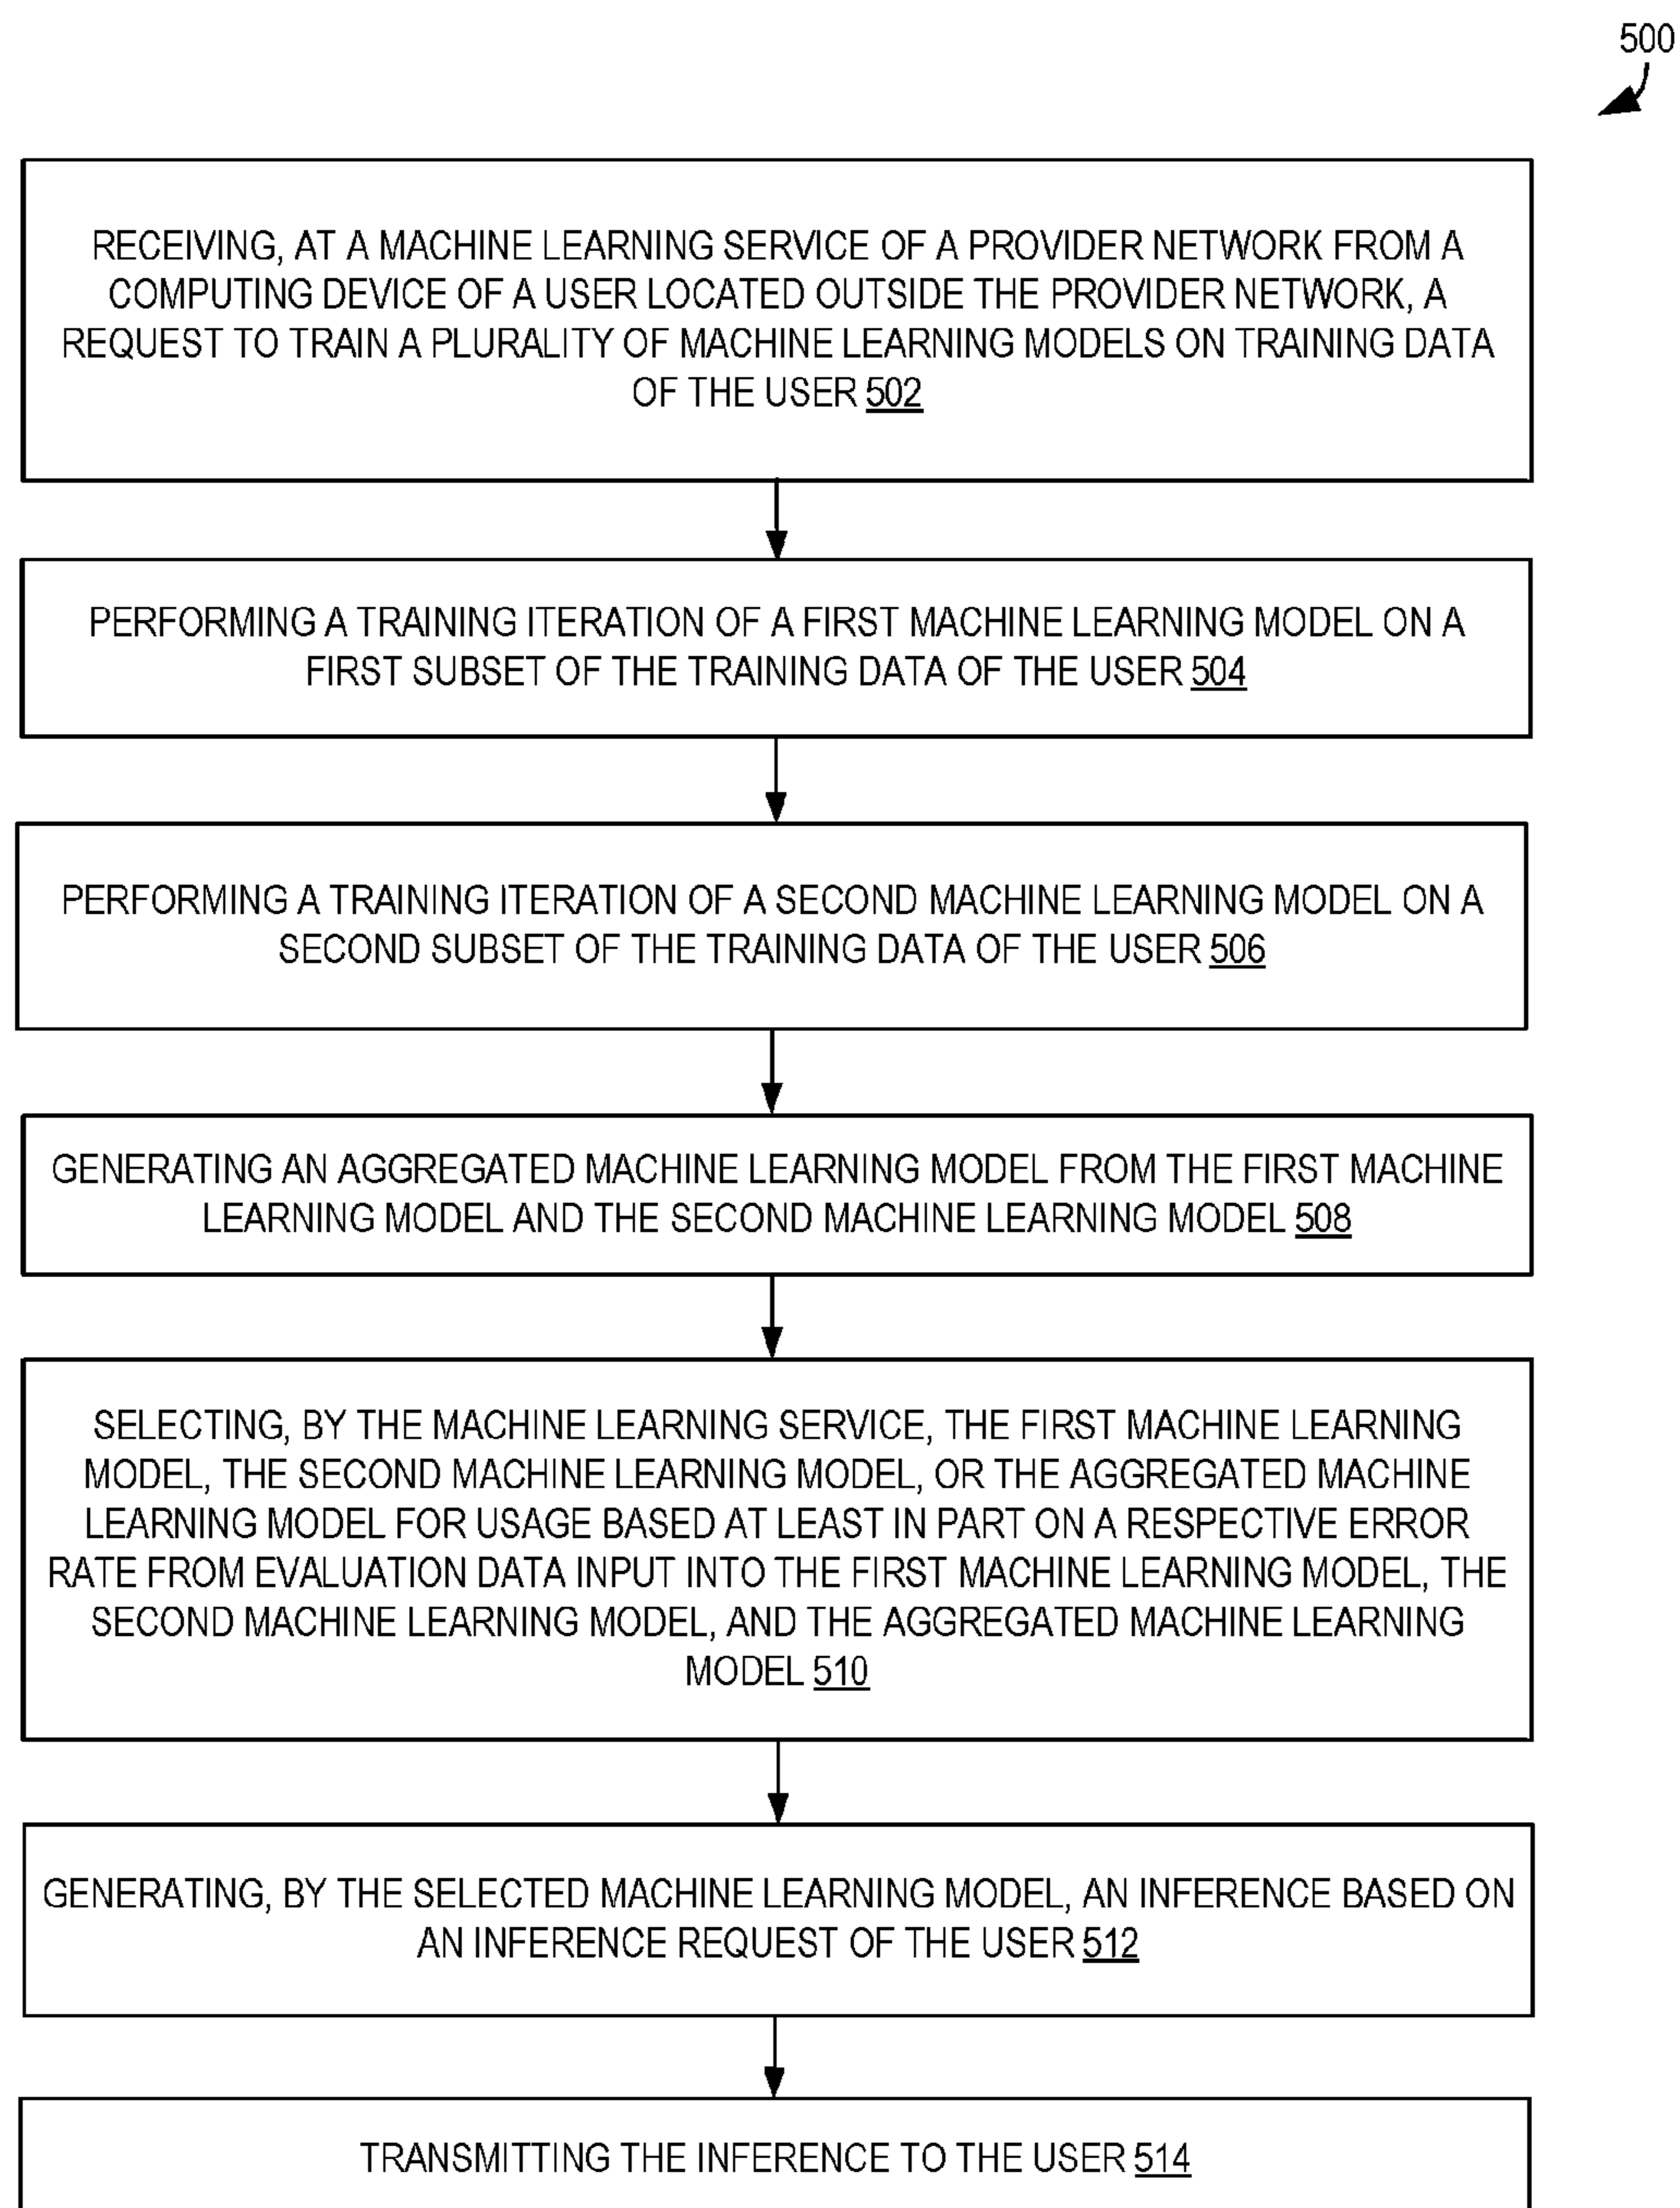 500
RECEIVING, AT A MACHINE LEARNING SERVICE OF A PROVIDER NETWORK FROM A
COMPUTING DEVICE OF A USER LOCATED OUTSIDE THE PROVIDER NETWORK, A
REQUEST TO TRAIN A PLURALITY OF MACHINE LEARNING MODELS ON TRAINING DATA
OF THE USER 502
PERFORMING A TRAINING ITERATION OF A FIRST MACHINE LEARNING MODEL ON A
FIRST SUBSET OF THE TRAINING DATA OF THE USER 504
PERFORMING A TRAINING ITERATION OF A SECOND MACHINE LEARNING MODEL ON A
SECOND SUBSET OF THE TRAINING DATA OF THE USER 506
GENERATING AN AGGREGATED MACHINE LEARNING MODEL FROM THE FIRST MACHINE
LEARNING MODEL AND THE SECOND MACHINE LEARNING MODEL 508
SELECTING, BY THE MACHINE LEARNING SERVICE, THE FIRST MACHINE LEARNING
MODEL, THE SECOND MACHINE LEARNING MODEL, OR THE AGGREGATED MACHINE
LEARNING MODEL FOR USAGE BASED AT LEAST IN PART ON A RESPECTIVE ERROR
RATE FROM EVALUATION DATA INPUT INTO THE FIRST MACHINE LEARNING MODEL, THE
SECOND MACHINE LEARNING MODEL, AND THE AGGREGATED MACHINE LEARNING
MODEL 510
GENERATING, BY THE SELECTED MACHINE LEARNING MODEL, AN INFERENCE BASED ON
AN INFERENCE REQUEST OF THE USER 512
TRANSMITTING THE INFERENCE TO THE USER 514